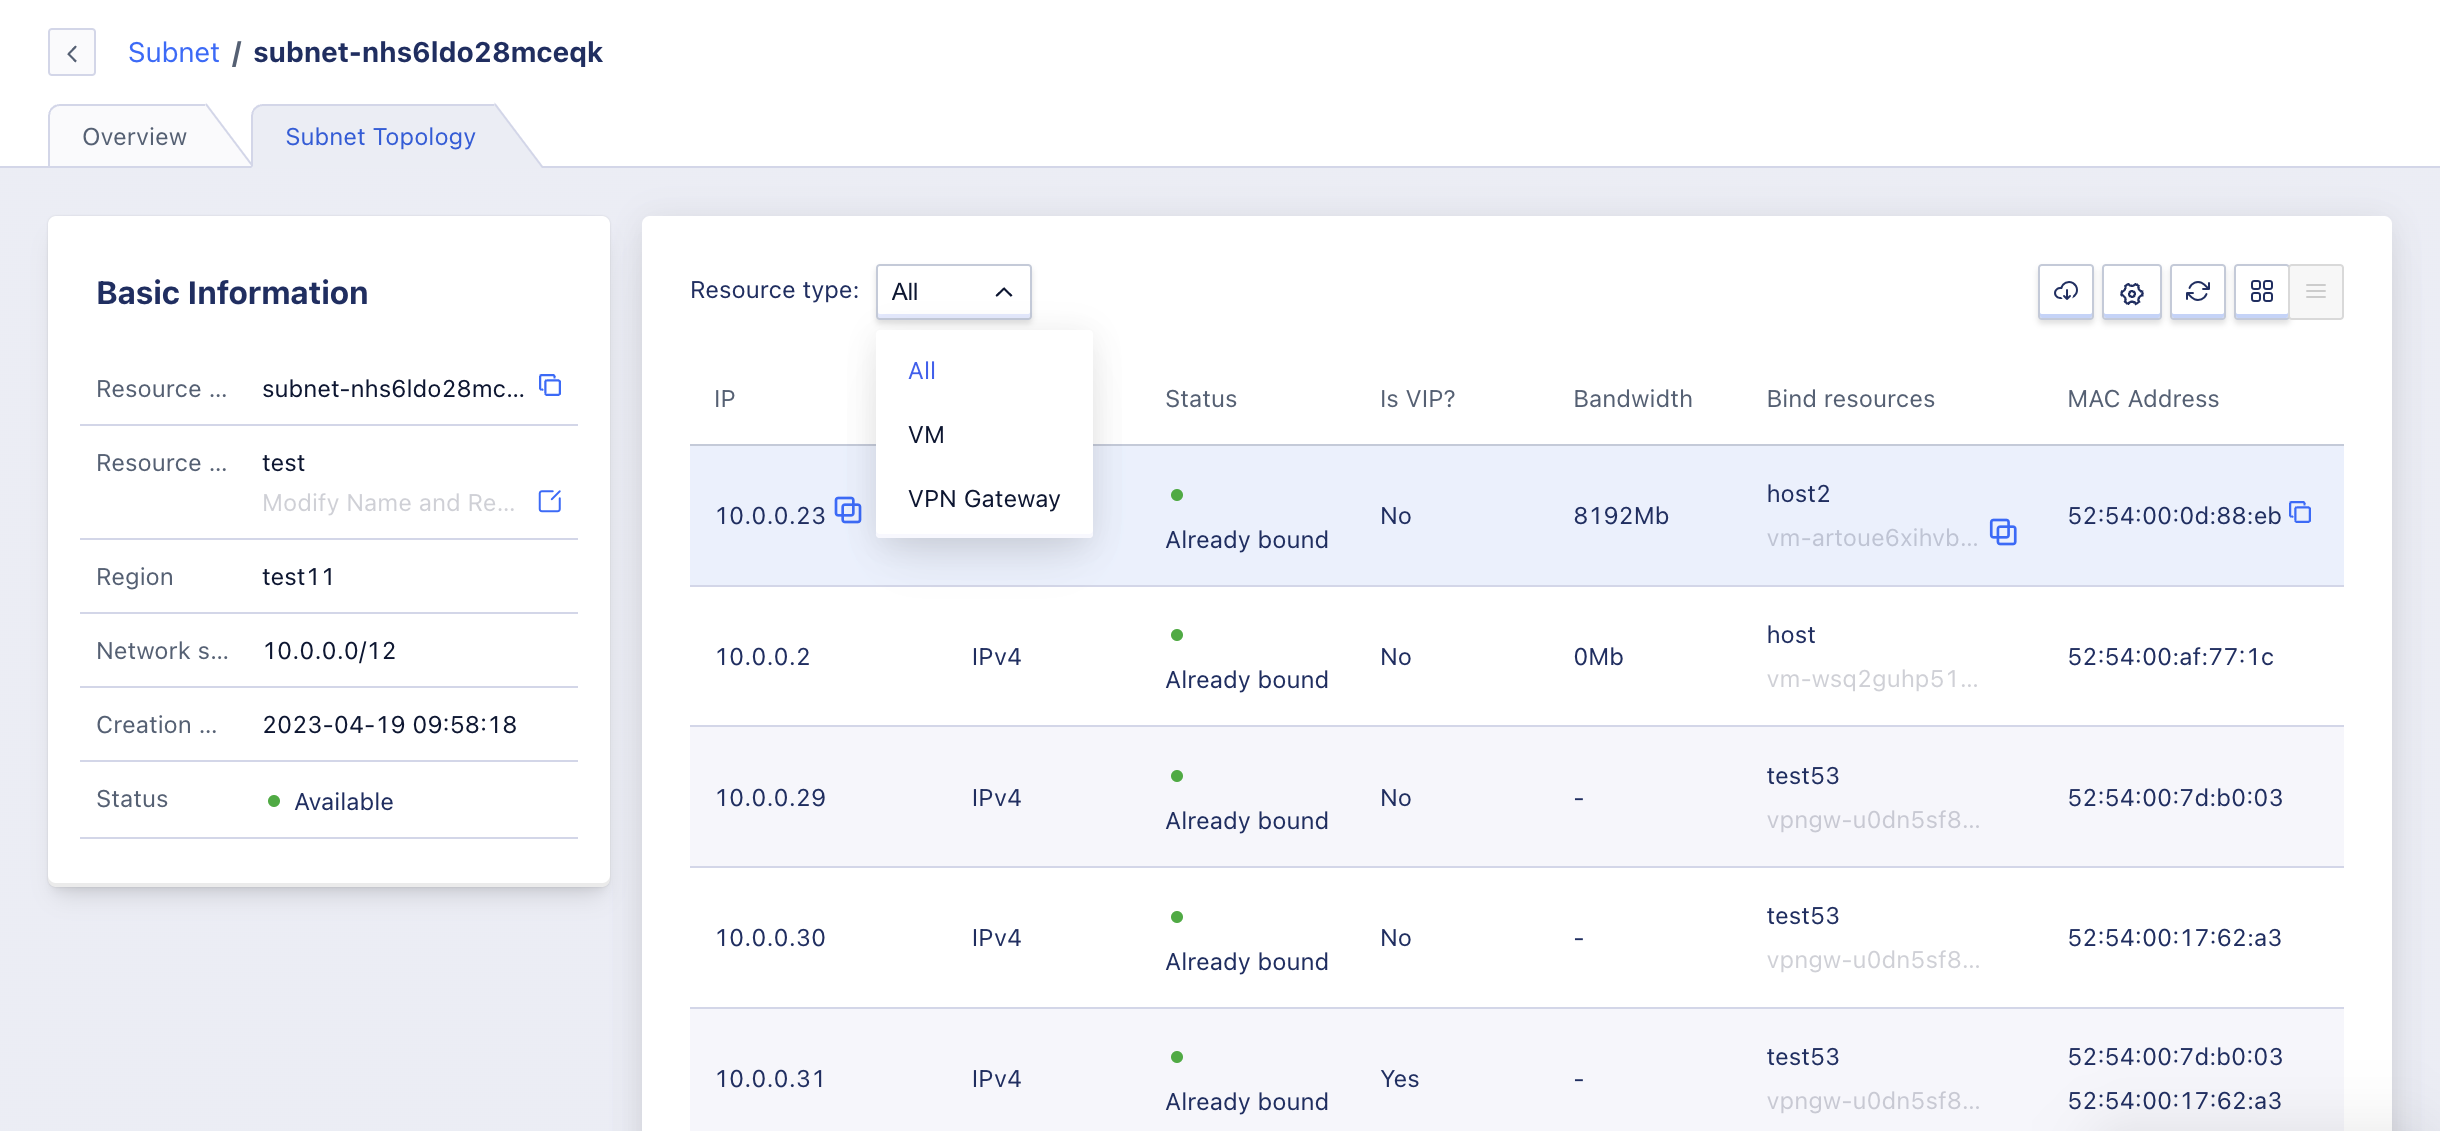 Subnet / subnet-nhs6ldo28mceqk
Overview
Subnet Topology
Basic Information
Resource ... subnet-nhs6ldo28mc...
Resource ... test
Modify Name and Re...
Region test11
Network s... 10.0.0.0/12
Creation ... 2023-04-19 09:58:18
Status Available
Resource type: All
All
VM
VPN Gateway
IP Status Is VIP? Bandwidth Bind resources MAC Address
10.0.0.23 Already bound No 8192Mb host2 52:54:00:0d:88:eb
vm-artoue6xihvb...
10.0.0.2 IPv4 Already bound No 0Mb host 52:54:00:af:77:1c
vm-wsq2guhp51...
10.0.0.29 IPv4 Already bound No - test53 52:54:00:7d:b0:03
vpngw-u0dn5sf8...
10.0.0.30 IPv4 Already bound No - test53 52:54:00:17:62:a3
vpngw-u0dn5sf8...
10.0.0.31 IPv4 Already bound Yes - test53 52:54:00:7d:b0:03
vpngw-u0dn5sf8... 52:54:00:17:62:a3